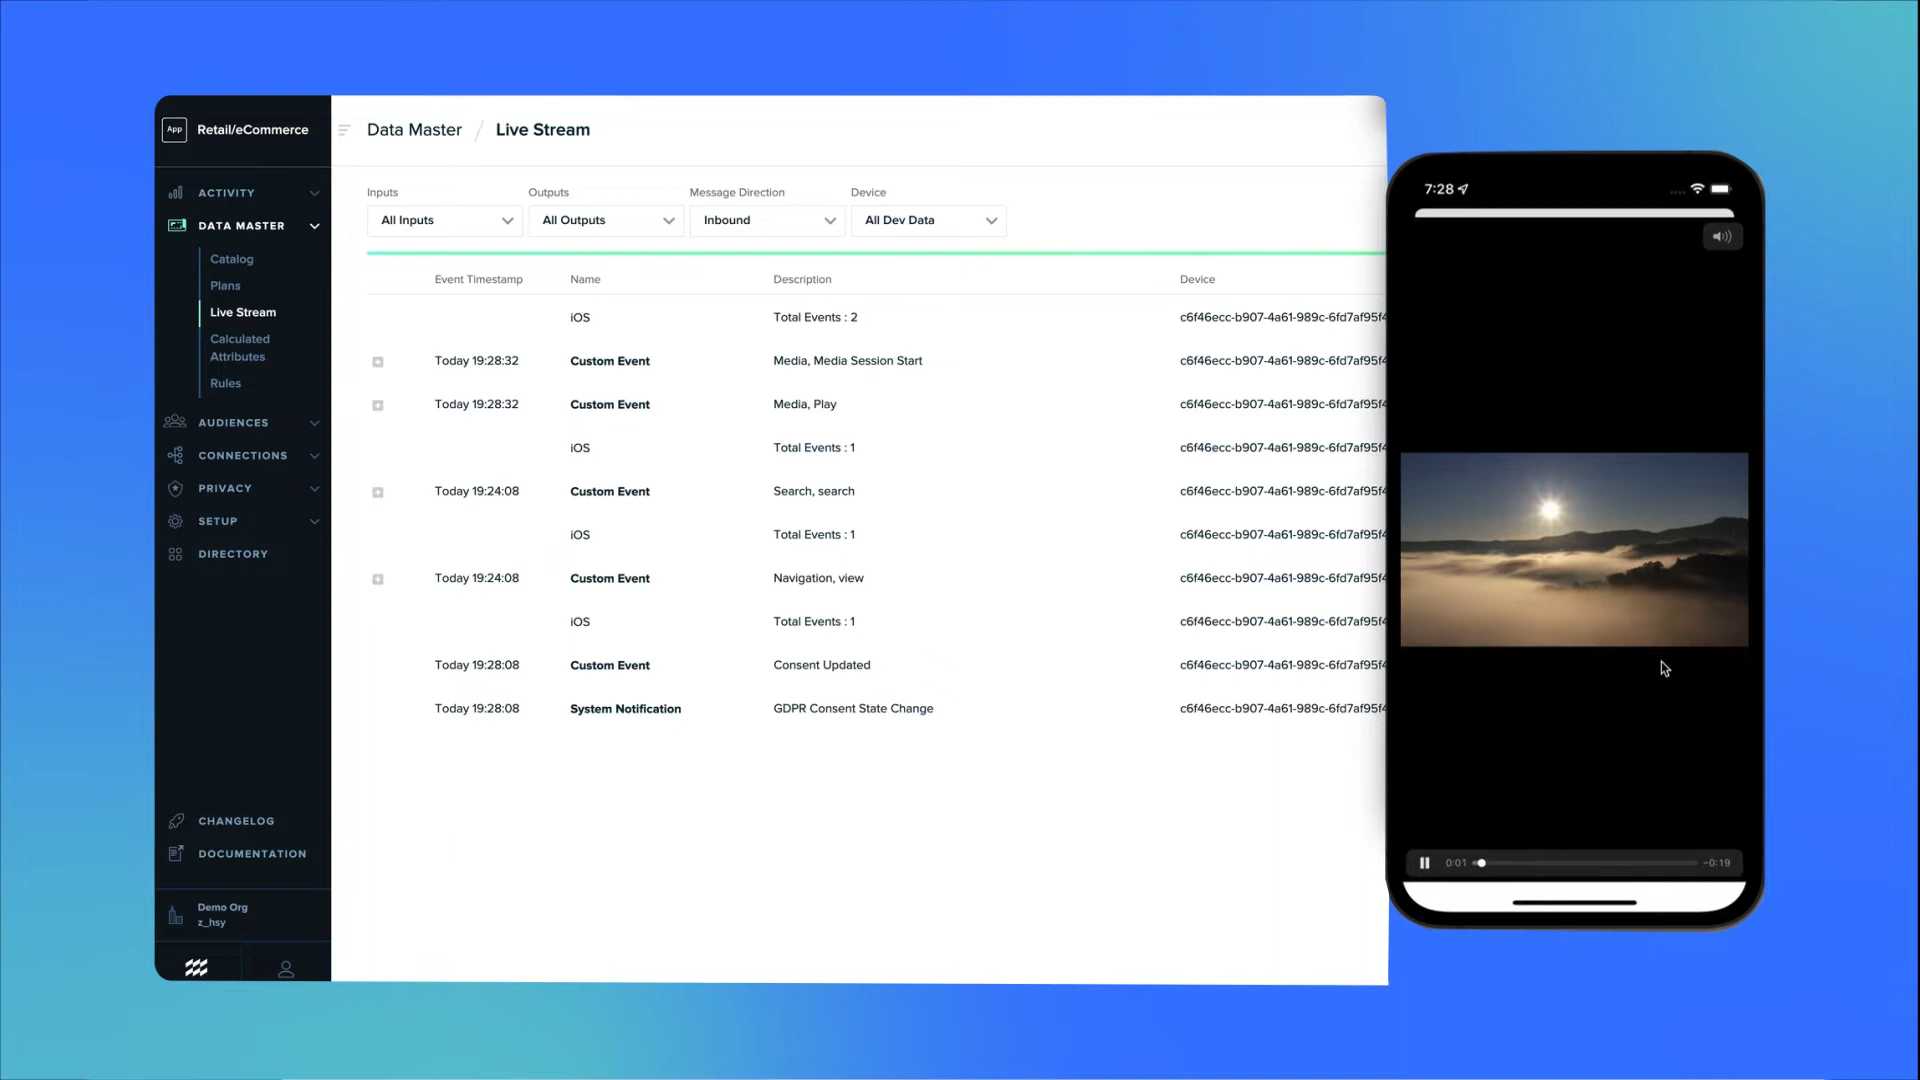 App Retail/eCommerce
ACTIVITY
DATA MASTER
Catalog
Plans
Live Stream
Calculated
Attributes
Rules
AUDIENCES
CONNECTIONS
PRIVACY
SETUP
DIRECTORY
CHANGELOG
DOCUMENTATION
Demo Org
z_hsy
Data Master / Live Stream
Inputs Outputs Message Direction Device
All Inputs All Outputs Inbound All Dev Data
Event Timestamp Name Description Device
iOS Total Events : 2 c6f46ecc-b907-4a61-989c-6fd7af95f4
Today 19:28:32 Custom Event Media, Media Session Start c6f46ecc-b907-4a61-989c-6fd7af95f4
Today 19:28:32 Custom Event Media, Play c6f46ecc-b907-4a61-989c-6fd7af95f4
iOS Total Events : 1 c6f46ecc-b907-4a61-989c-6fd7af95f4
Today 19:24:08 Custom Event Search, search c6f46ecc-b907-4a61-989c-6fd7af95f4
iOS Total Events : 1 c6f46ecc-b907-4a61-989c-6fd7af95f4
Today 19:24:08 Custom Event Navigation, view c6f46ecc-b907-4a61-989c-6fd7af95f4
iOS Total Events : 1 c6f46ecc-b907-4a61-989c-6fd7af95f4
Today 19:28:08 Custom Event Consent Updated c6f46ecc-b907-4a61-989c-6fd7af95f4
Today 19:28:08 System Notification GDPR Consent State Change c6f46ecc-b907-4a61-989c-6fd7af95f4
7:28
0:01 −0:19